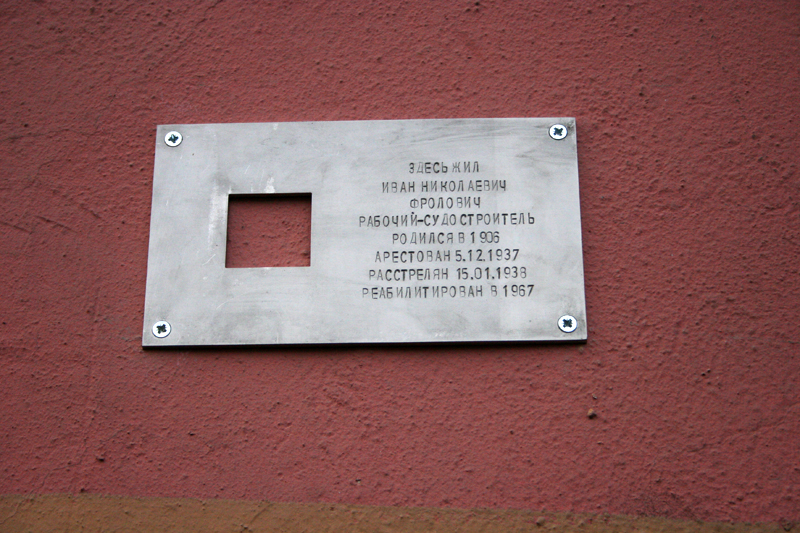 ЗДЕСЬ ЖИЛ
ИВАН НИКОЛАЕВИЧ
ФРОЛОВИЧ
РАБОЧИЙ-СУДОСТРОИТЕЛЬ
РОДИЛСЯ В 1906
АРЕСТОВАН 5.12.1937
РАССТРЕЛЯН 15.01.1938
РЕАБИЛИТИРОВАН В 1967